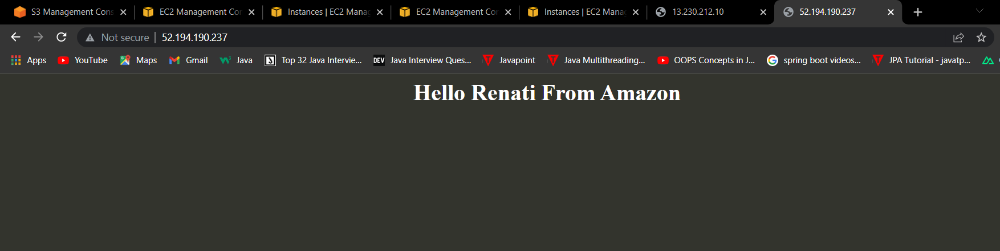 S3 Management Cons
EC2 Management Con
Instances | EC2 Manag
EC2 Management Con
Instances | EC2 Manag
13.230.212.10
52.194.190.237
Not secure | 52.194.190.237
Apps
YouTube
Maps
Gmail
Java
Top 32 Java Intervie...
DEV
Java Interview Ques...
Javapoint
Java Multithreading...
OOPS Concepts in J...
spring boot videos...
JPA Tutorial - javatp...
Hello Renati From Amazon